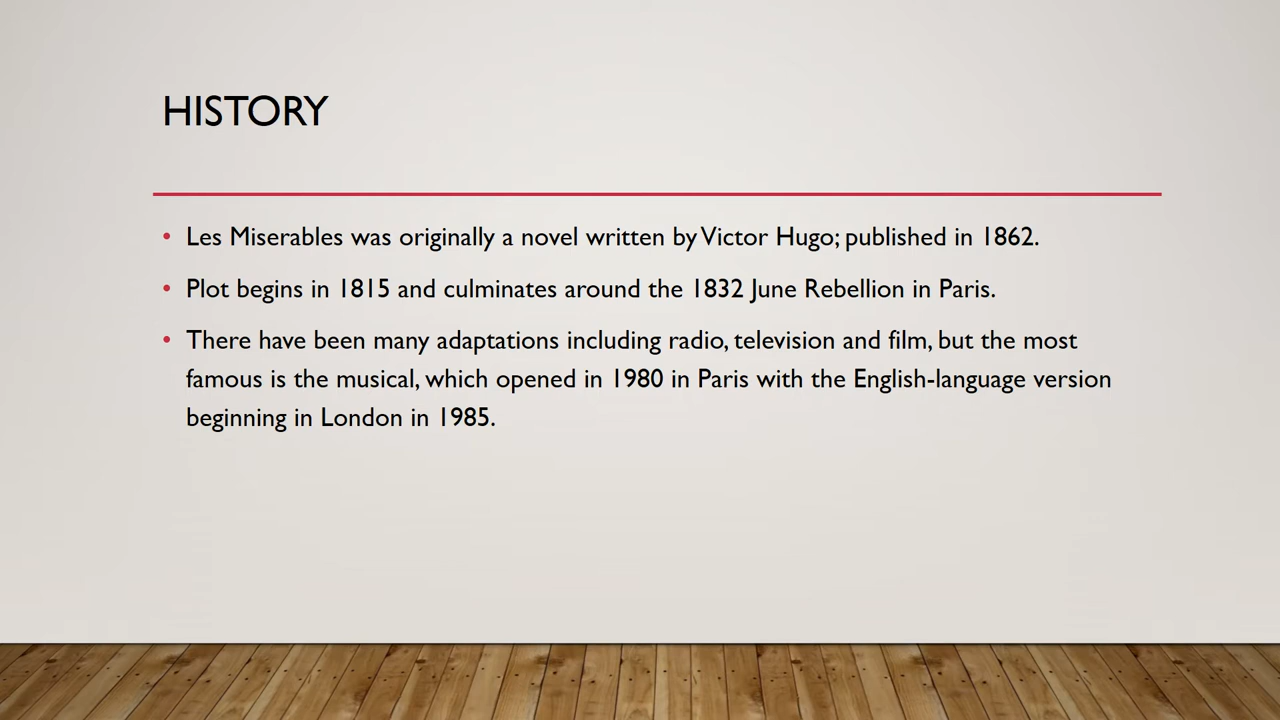 HISTORY
• Les Miserables was originally a novel written by Victor Hugo; published in 1862.
• Plot begins in 1815 and culminates around the 1832 June Rebellion in Paris.
• There have been many adaptations including radio, television and film, but the most
famous is the musical, which opened in 1980 in Paris with the English-language version
beginning in London in 1985.